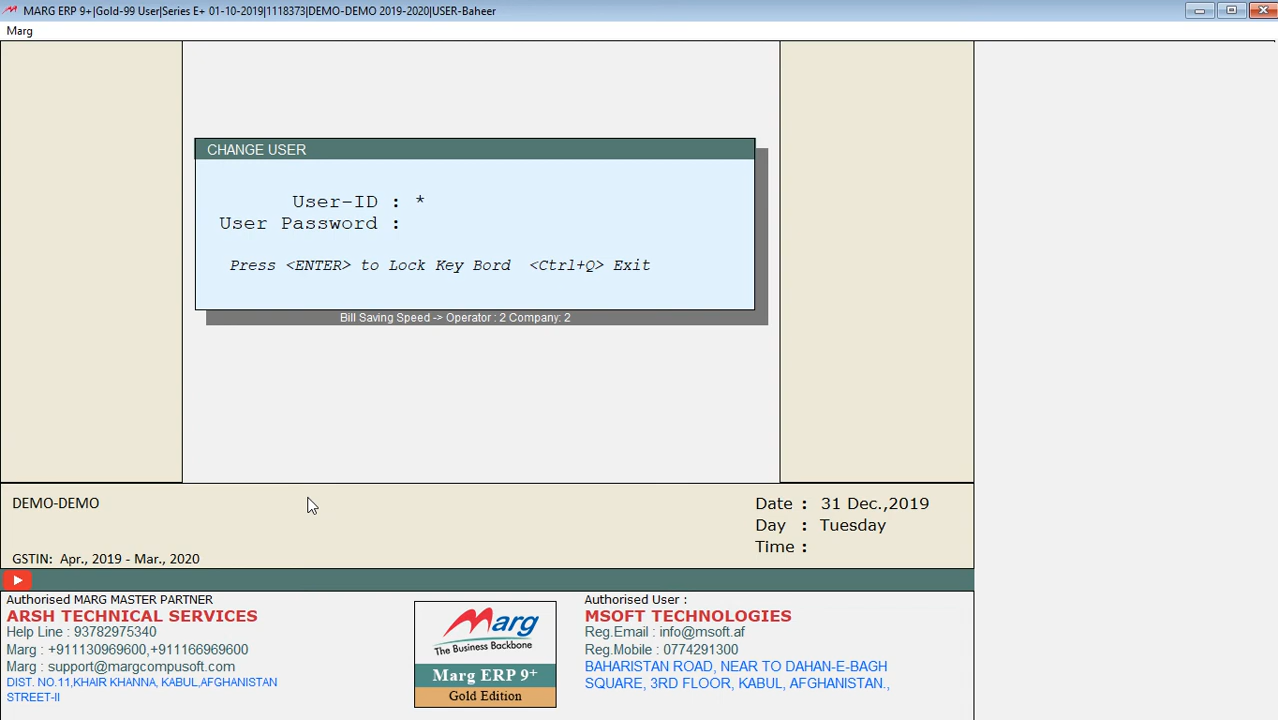 MARG ERP 9+|Gold-99 User|Series E+ 01-10-2019|1118373|DEMO-DEMO 2019-2020|USER-Baheer
Marg
CHANGE USER
User-ID : *
User Password :
Press <ENTER> to Lock Key Bord <Ctrl+Q> Exit
Bill Saving Speed -> Operator : 2 Company: 2
DEMO-DEMO
GSTIN: Apr., 2019 - Mar., 2020
Date : 31 Dec.,2019
Day : Tuesday
Time :
Authorised MARG MASTER PARTNER
ARSH TECHNICAL SERVICES
Help Line : 93782975340
Marg : +911130969600,+911166969600
Marg : support@margcompusoft.com
DIST. NO.11,KHAIR KHANNA, KABUL,AFGHANISTAN
STREET-II
Marg
The Business Backbone
Marg ERP 9+
Gold Edition
Authorised User :
MSOFT TECHNOLOGIES
Reg.Email : info@msoft.af
Reg.Mobile : 0774291300
BAHARISTAN ROAD, NEAR TO DAHAN-E-BAGH
SQUARE, 3RD FLOOR, KABUL, AFGHANISTAN.,